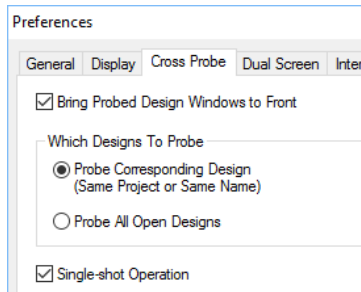 Preferences
General Display Cross Probe Dual Screen
Bring Probed Design Windows to Front
Which Designs To Probe
Probe Corresponding Design
(Same Project or Same Name)
Probe All Open Designs
Single-shot Operation